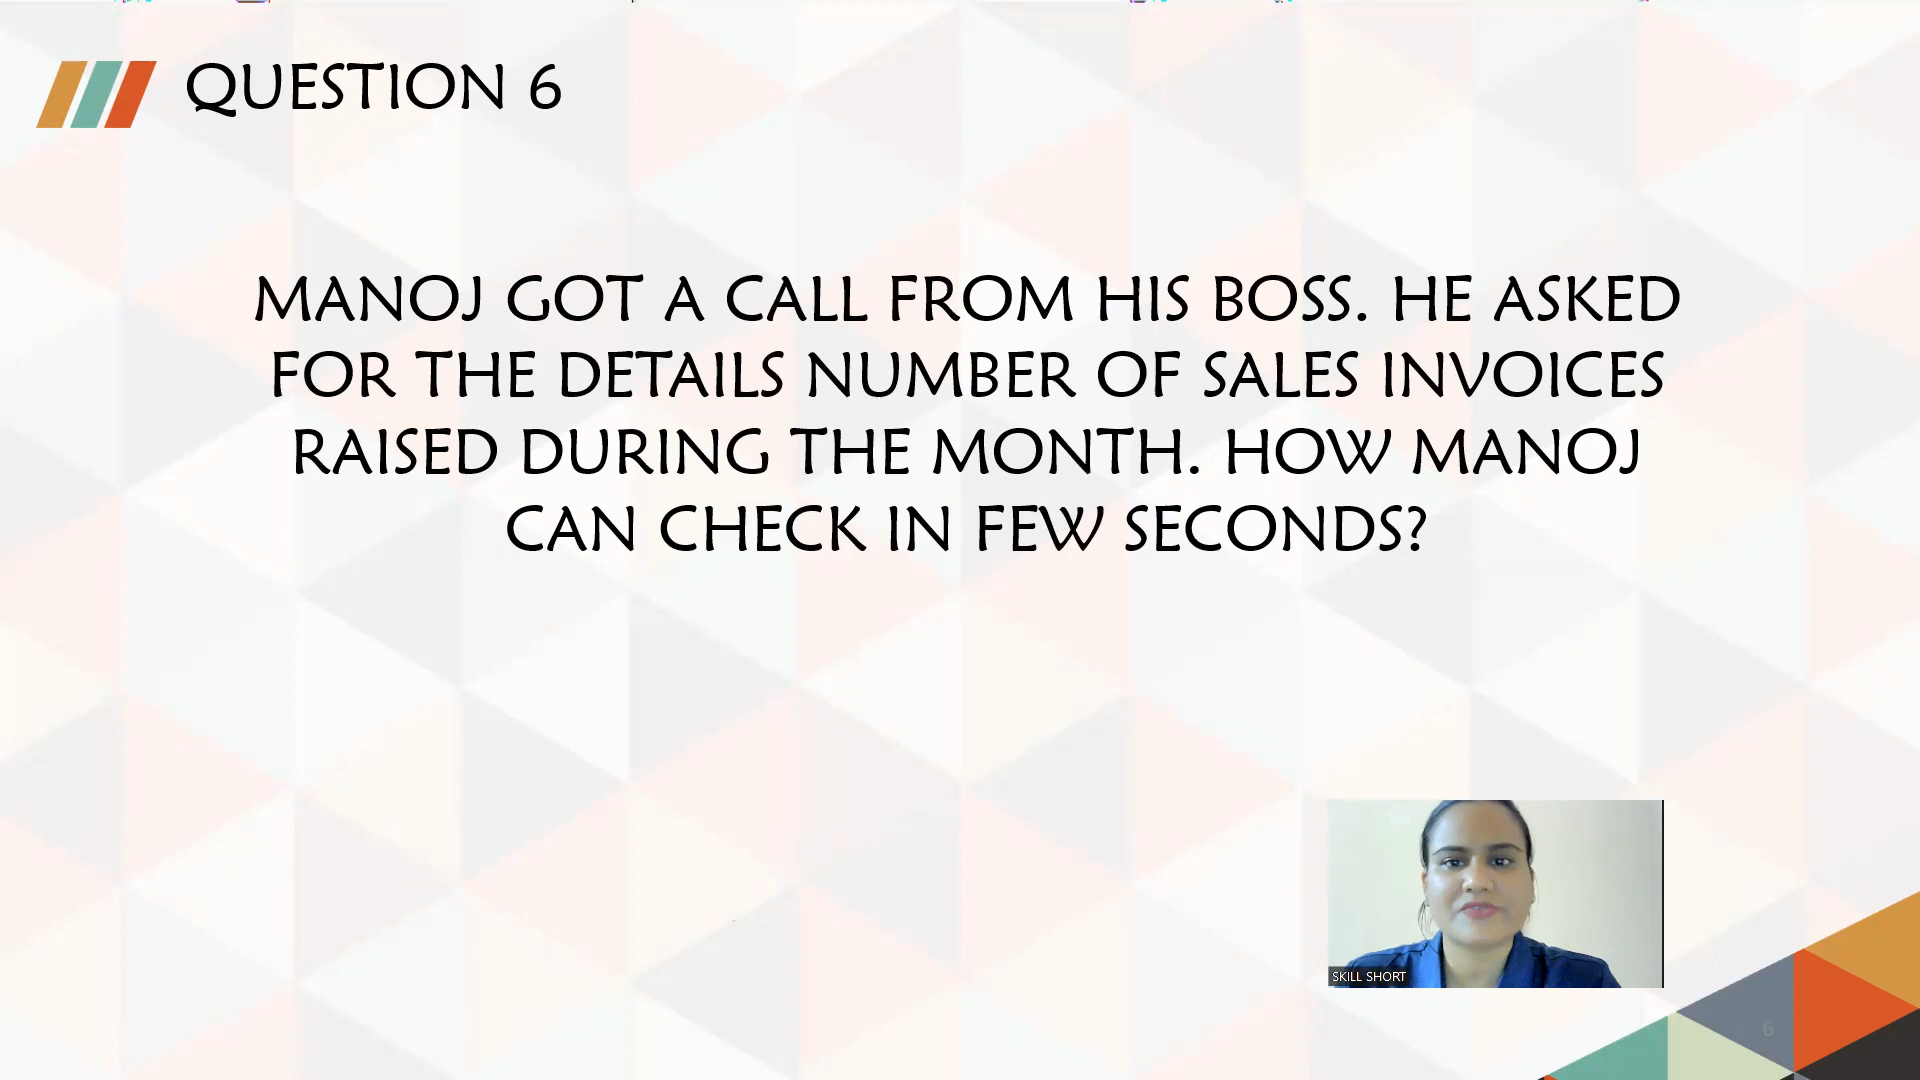 QUESTION 6
MANOJ GOT A CALL FROM HIS BOSS. HE ASKED
FOR THE DETAILS NUMBER OF SALES INVOICES
RAISED DURING THE MONTH. HOW MANOJ
CAN CHECK IN FEW SECONDS?
SKILL SHORT
6